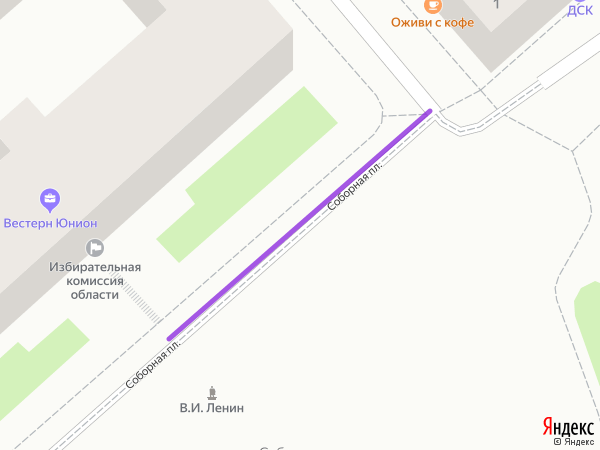 1
Оживи с кофе
ДСК
Соборная пл.
Вестерн Юнион
Избирательная
комиссия
области
Соборная пл.
В.И. Ленин
Яндекс
© Яндекс